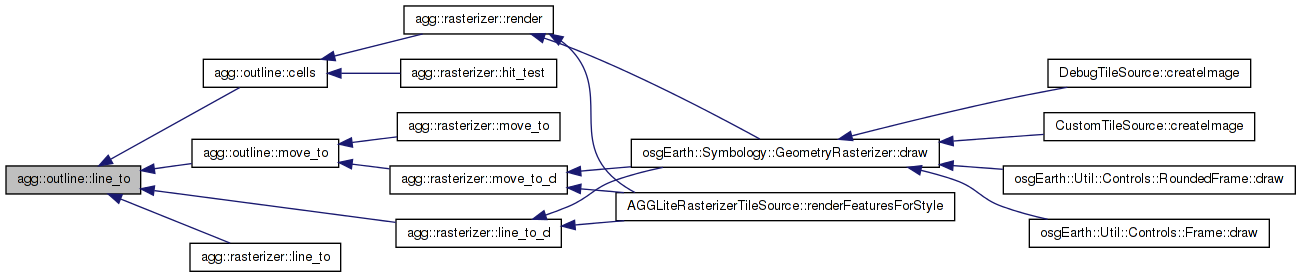 agg::rasterizer::render
agg::outline::cells
agg::rasterizer::hit_test
DebugTileSource::createImage
agg::rasterizer::move_to
CustomTileSource::createImage
agg::outline::move_to
osgEarth::Symbology::GeometryRasterizer::draw
agg::outline::line_to
agg::rasterizer::move_to_d
osgEarth::Util::Controls::RoundedFrame::draw
AGGLiteRasterizerTileSource::renderFeaturesForStyle
agg::rasterizer::line_to_d
osgEarth::Util::Controls::Frame::draw
agg::rasterizer::line_to